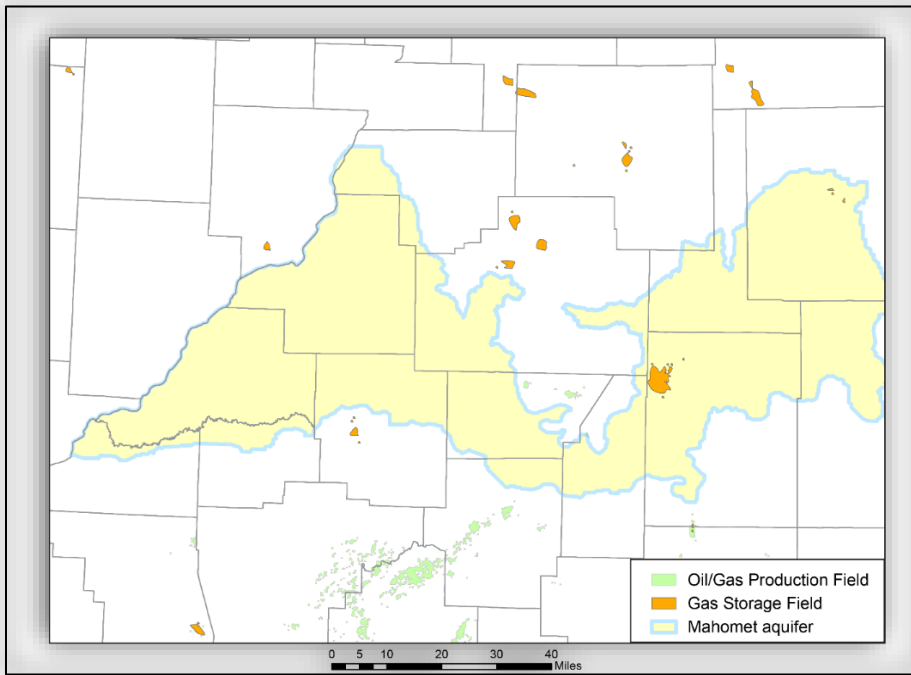 Oil/Gas Production Field
Gas Storage Field
Mahomet aquifer
0 5 10 20 30 40
Miles